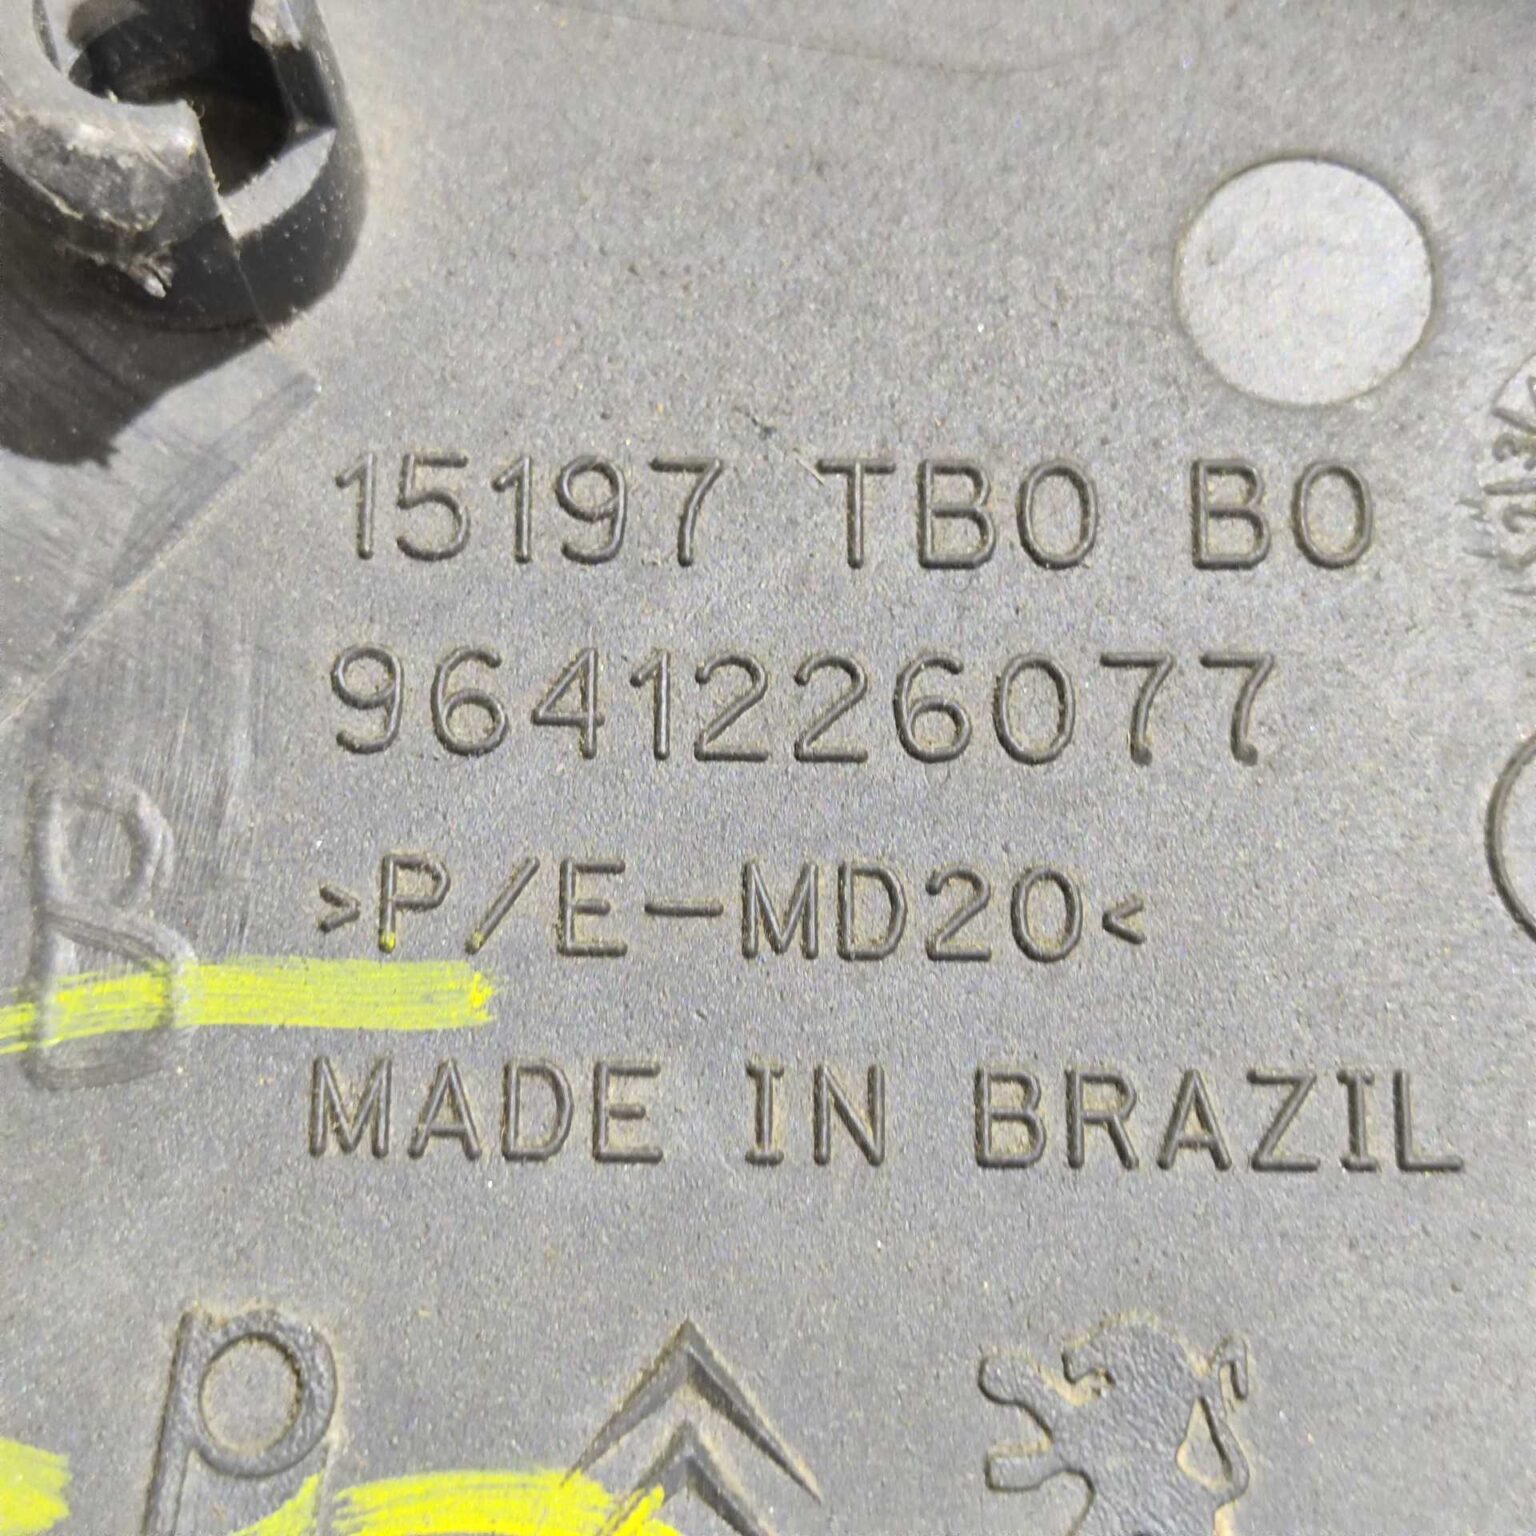 15197 TB0 B0
9641226077
>P/E-MD20<
MADE IN BRAZIL